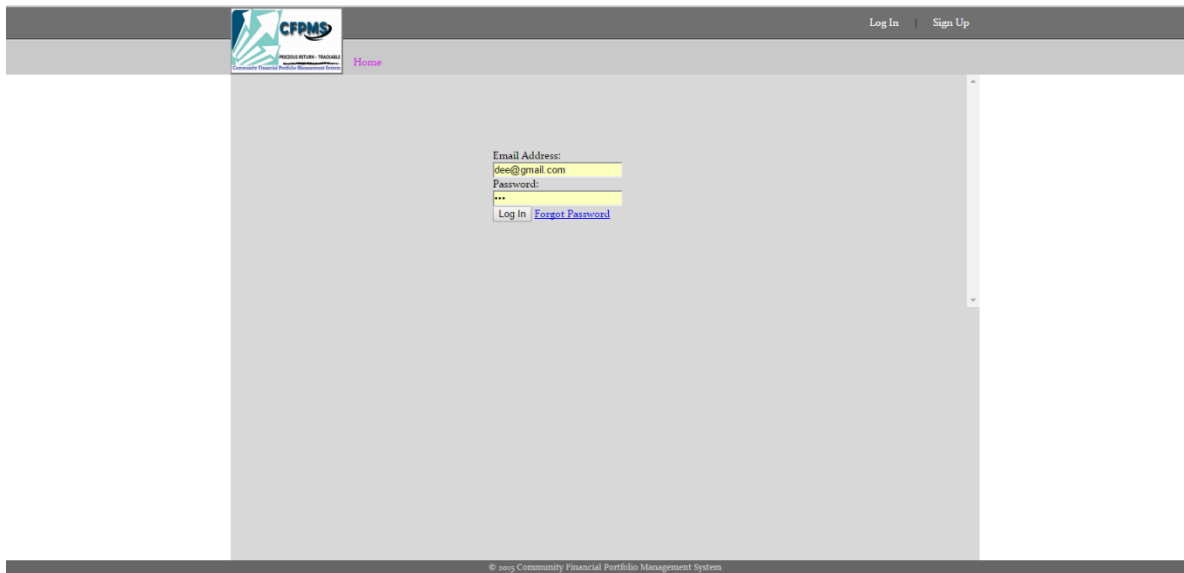 Log In | Sign Up
CFPMS
PRECIOUS RETURN - TRACKABLE
Community Financial Portfolio Management System
Home
Email Address:
dee@gmail.com
Password:
•••
Log In Forgot Password
© 2015 Community Financial Portfolio Management System